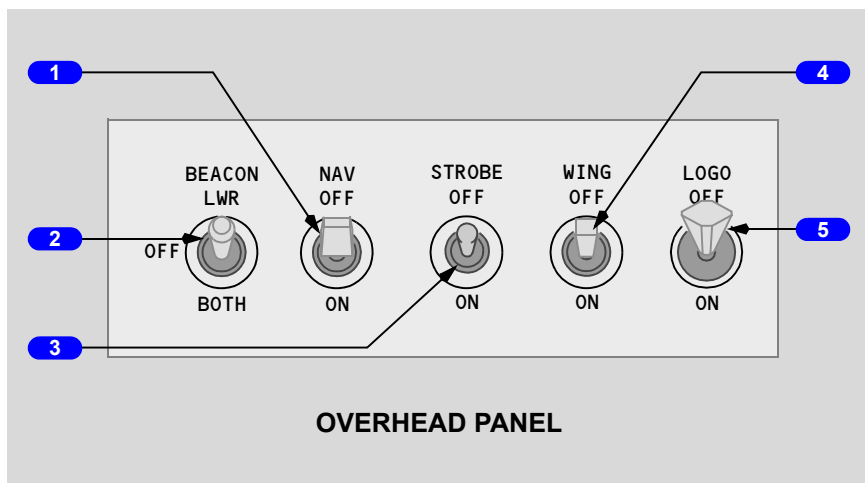 1
4
BEACON NAV STROBE WING LOGO
LWR OFF OFF OFF OFF
2
OFF
5
BOTH ON ON ON ON
3
OVERHEAD PANEL